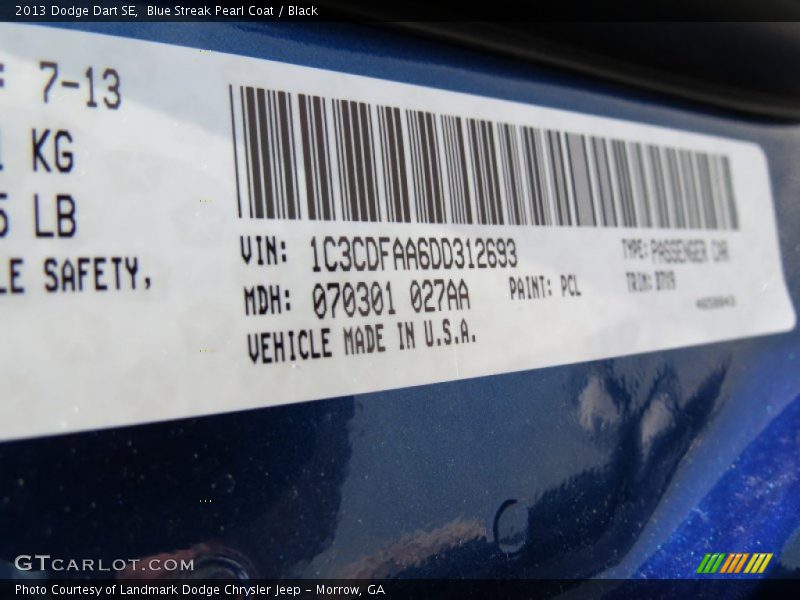 2013 Dodge Dart SE, Blue Streak Pearl Coat / Black
7-13
KG
LB
LE SAFETY,
VIN: 1C3CDFAA6DD312693
TYPE: PASSENGER CAR
MDH: 070301 027AA
PAINT: PCL
TRIM:
VEHICLE MADE IN U.S.A.
GTCARLOT.COM
Photo Courtesy of Landmark Dodge Chrysler Jeep – Morrow, GA